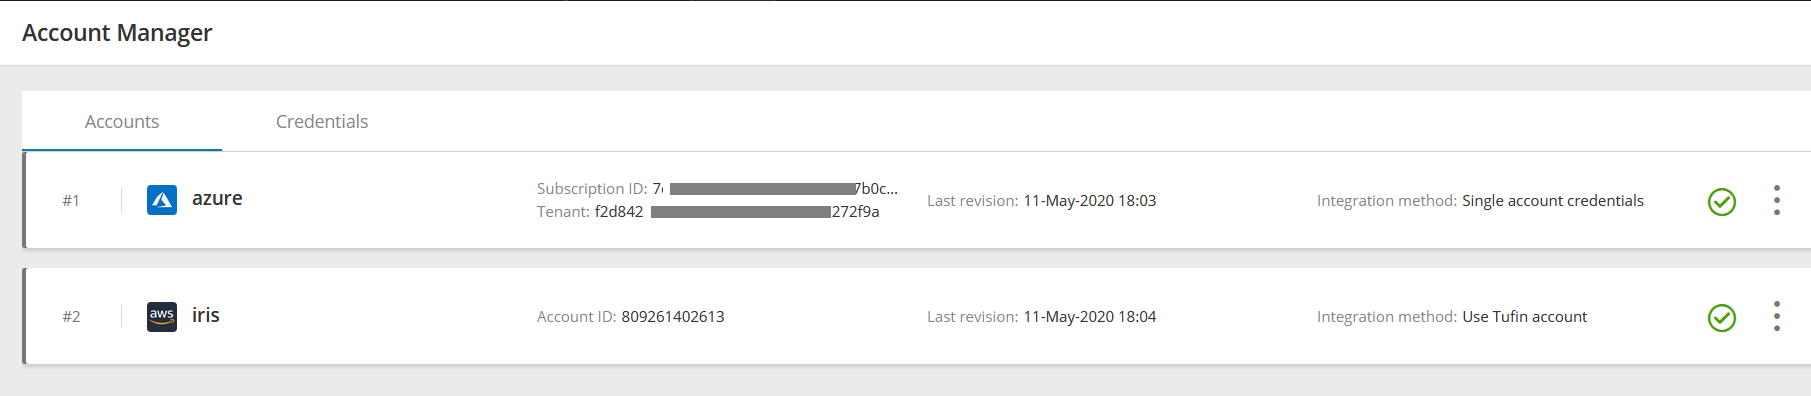 Account Manager
Accounts Credentials
#1 azure Subscription ID: 7 7b0c... Last revision: 11-May-2020 18:03 Integration method: Single account credentials
Tenant: f2d842 272f9a
#2 aws iris Account ID: 809261402613 Last revision: 11-May-2020 18:04 Integration method: Use Tufin account